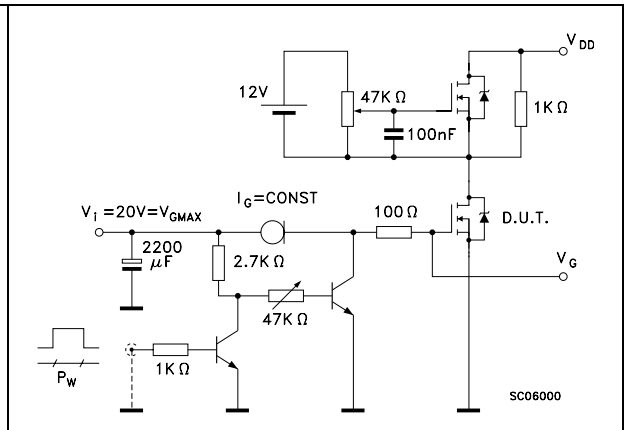 V DD
12V
47K Ω
1K Ω
100nF
I G =CONST
V i =20V=V GMAX
100 Ω
D.U.T.
2200
μF
2.7K Ω
V G
47K Ω
1K Ω
P W
SC06000